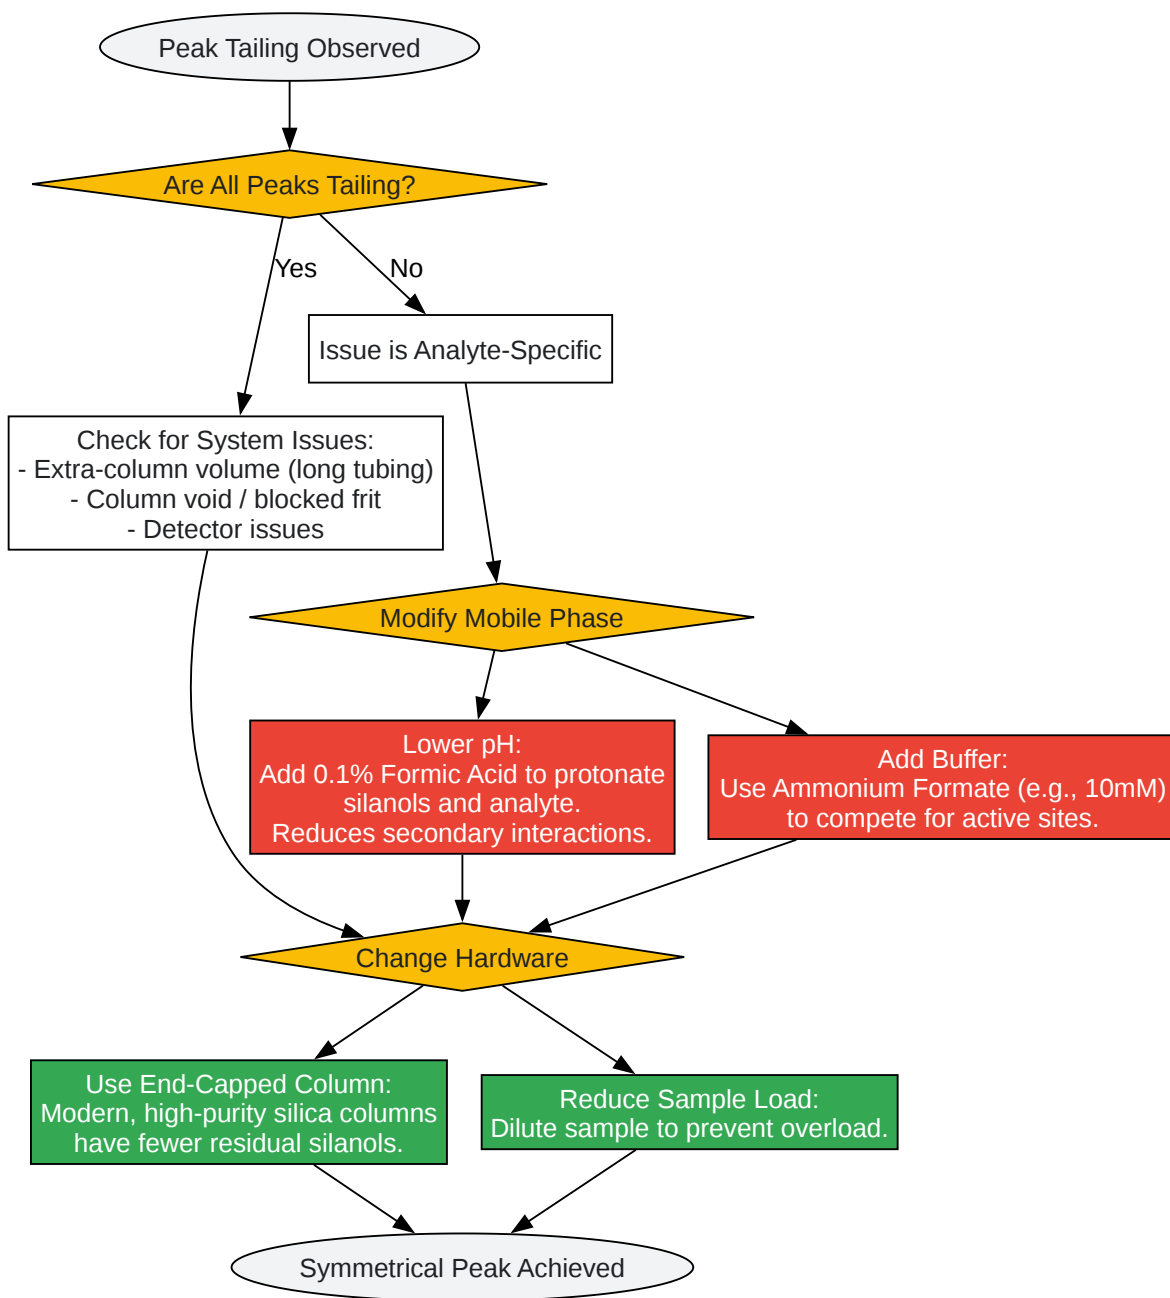 Peak Tailing Observed
Are All Peaks Tailing?
Yes
No
Issue is Analyte-Specific
Check for System Issues:
- Extra-column volume (long tubing)
- Column void / blocked frit
- Detector issues
Modify Mobile Phase
Lower pH:
Add 0.1% Formic Acid to protonate
silanols and analyte.
Reduces secondary interactions.
Add Buffer:
Use Ammonium Formate (e.g., 10mM)
to compete for active sites.
Change Hardware
Use End-Capped Column:
Modern, high-purity silica columns
have fewer residual silanols.
Reduce Sample Load:
Dilute sample to prevent overload.
Symmetrical Peak Achieved